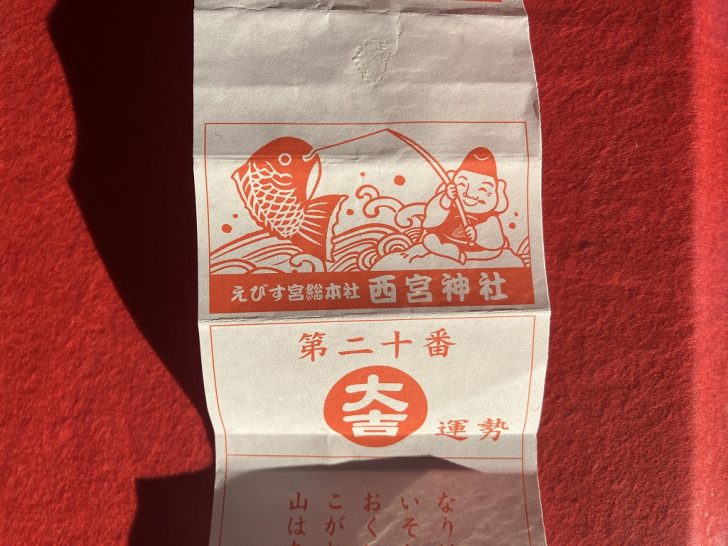 えびす宮総本社 西宮神社
第二十番
大吉
運勢
なり
いそ
おく
こがし
山は